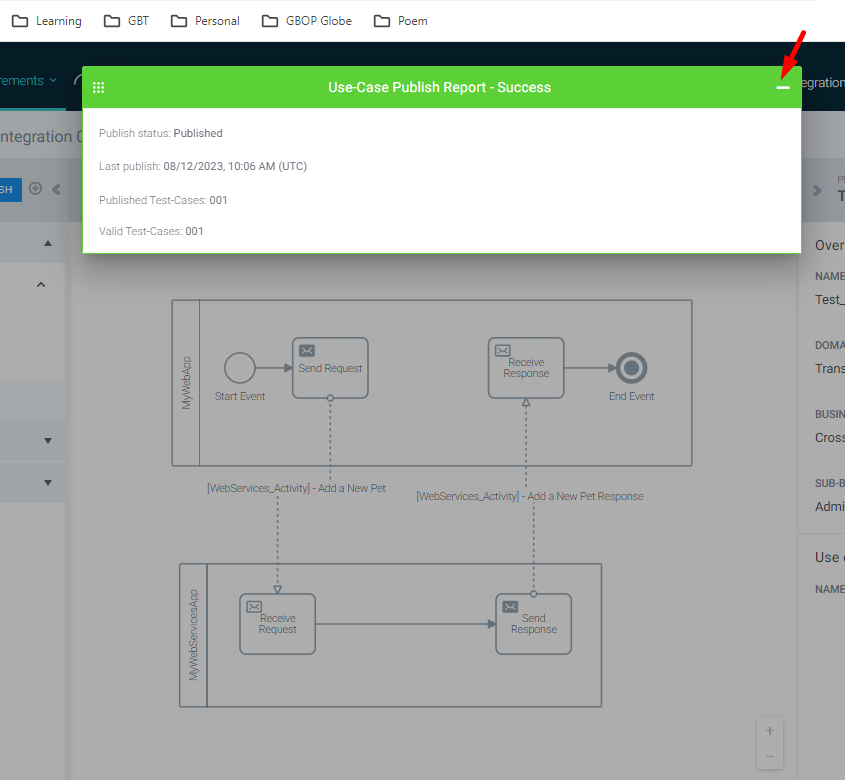 Learning
GBT
Personal
GBOP Globe
Poem
rements
egration
Use-Case Publish Report - Success
Publish status: Published
Last publish: 08/12/2023, 10:06 AM (UTC)
Published Test-Cases: 001
Valid Test-Cases: 001
ntegration
SH
Over
NAME
Test_
DOMA
Trans
BUSIN
Cross
SUB-B
Admi
Use
NAME
MyWebApp
Start Event
Send Request
Receive
Response
End Event
[WebServices_Activity] - Add a New Pet
[WebServices_Activity] - Add a New Pet Response
MyWebServicesApp
Receive
Request
Send
Response